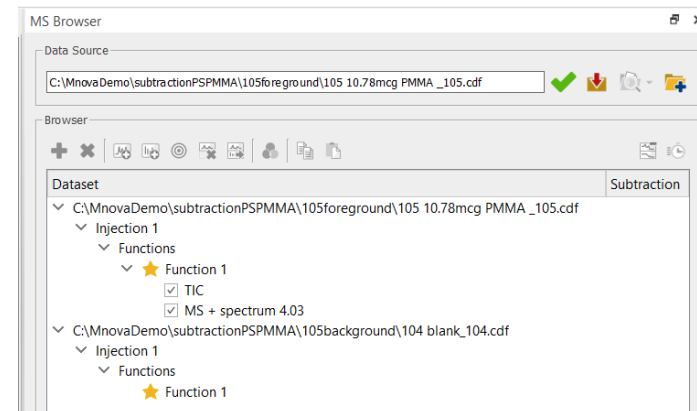 MS Browser
Data Source
C:\MnovaDemo\subtractionPSPMMA\105foreground\105 10.78mcg PMMA _105.cdf
Browser
Dataset Subtraction
C:\MnovaDemo\subtractionPSPMMA\105foreground\105 10.78mcg PMMA _105.cdf
Injection 1
Functions
Function 1
TIC
MS + spectrum 4.03
C:\MnovaDemo\subtractionPSPMMA\105background\104 blank_104.cdf
Injection 1
Functions
Function 1